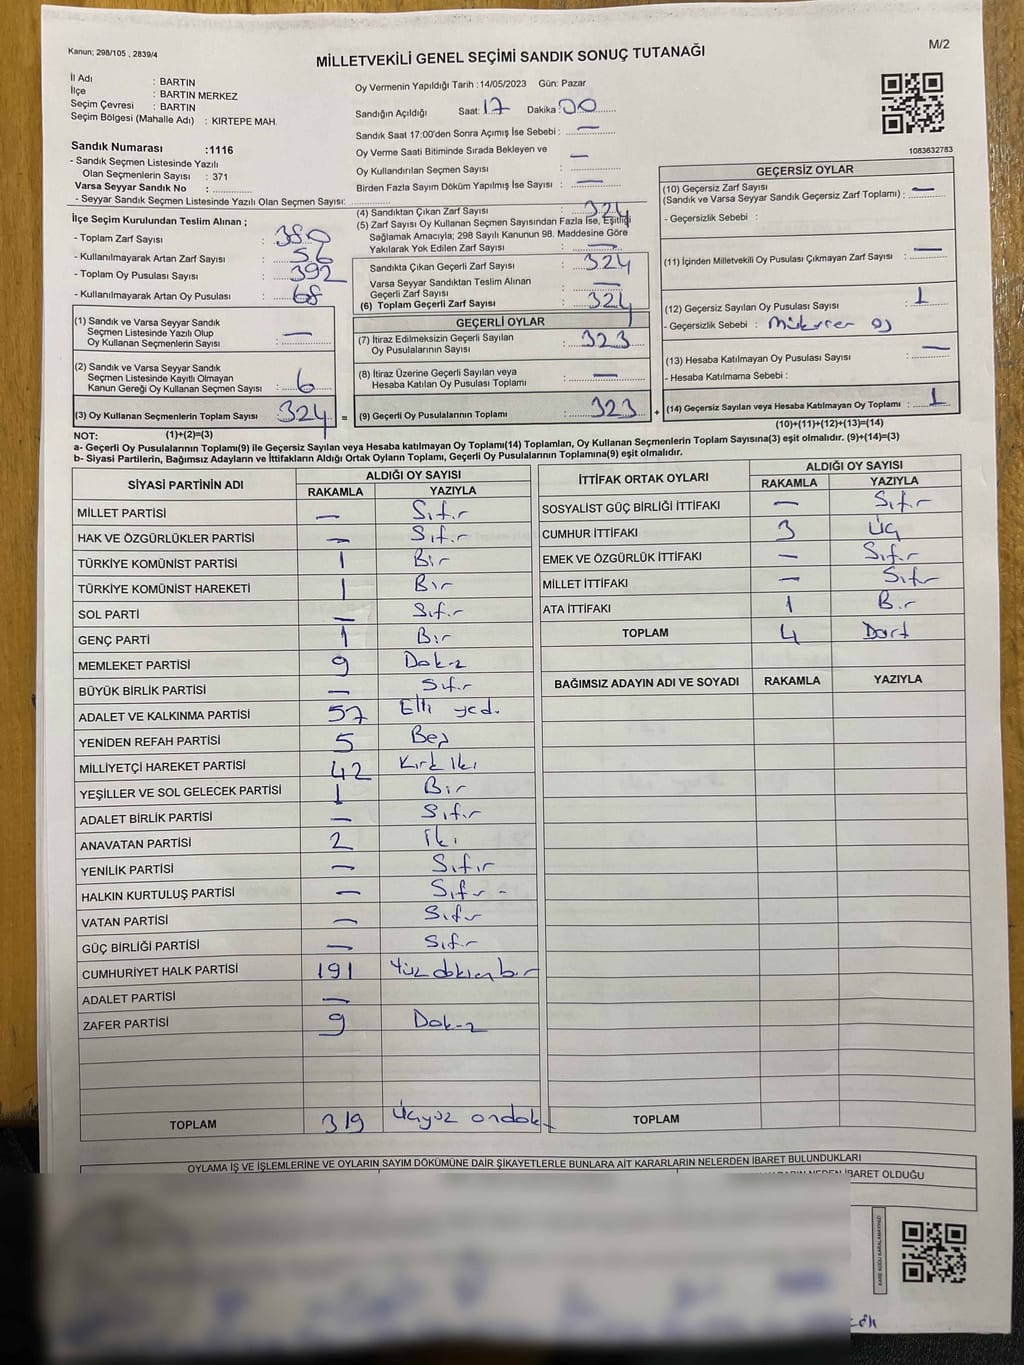 Kanun; 298/105 , 2839/4
MİLLETVEKİLİ GENEL SEÇİMİ SANDIK SONUÇ TUTANAĞI
M/2
İl Adı : BARTIN
İlçe : BARTIN MERKEZ
Seçim Çevresi : BARTIN
Seçim Bölgesi (Mahalle Adı) : KIRTEPE MAH.
Sandık Numarası :1116
- Sandık Seçmen Listesinde Yazılı
Olan Seçmenlerin Sayısı : 371
Varsa Seyyar Sandık No : ...............
- Seyyar Sandık Seçmen Listesinde Yazılı Olan Seçmen Sayısı: ...............
Oy Vermenin Yapıldığı Tarih :14/05/2023 Gün: Pazar
Sandığın Açıldığı Saat: 17 Dakika : 00
Sandık Saat 17:00'den Sonra Açımış İse Sebebi : —
Oy Verme Saati Bitiminde Sırada Bekleyen ve
Oy Kullandırılan Seçmen Sayısı : —
Birden Fazla Sayım Döküm Yapılmış İse Sayısı : —
1083632783
İlçe Seçim Kurulundan Teslim Alınan ;
- Toplam Zarf Sayısı : 380
- Kullanılmayarak Artan Zarf Sayısı : 56
- Toplam Oy Pusulası Sayısı : 392
- Kullanılmayarak Artan Oy Pusulası : 68
(1) Sandık ve Varsa Seyyar Sandık
Seçmen Listesinde Yazılı Olup
Oy Kullanan Seçmenlerin Sayısı : —
(2) Sandık ve Varsa Seyyar Sandık
Seçmen Listesinde Kayıtlı Olmayan
Kanun Gereği Oy Kullanan Seçmen Sayısı : 6
(3) Oy Kullanan Seçmenlerin Toplam Sayısı 324 =
(1)+(2)=(3)
(4) Sandıktan Çıkan Zarf Sayısı : 324
(5) Zarf Sayısı Oy Kullanan Seçmen Sayısından Fazla İse, Eşitliği
Sağlamak Amacıyla; 298 Sayılı Kanunun 98. Maddesine Göre
Yakılarak Yok Edilen Zarf Sayısı : —
Sandıkta Çıkan Geçerli Zarf Sayısı : 324
Varsa Seyyar Sandıktan Teslim Alınan
Geçerli Zarf Sayısı : —
(6) Toplam Geçerli Zarf Sayısı : 324
GEÇERLİ OYLAR
(7) İtiraz Edilmeksizin Geçerli Sayılan
Oy Pusulalarının Sayısı : 323
(8) İtiraz Üzerine Geçerli Sayılan veya
Hesaba Katılan Oy Pusulası Toplamı : —
(9) Geçerli Oy Pusulalarının Toplamı : 323 +
GEÇERSİZ OYLAR
(10) Geçersiz Zarf Sayısı
(Sandık ve Varsa Seyyar Sandık Geçersiz Zarf Toplamı) : —
- Geçersizlik Sebebi :
(11) İçinden Milletvekili Oy Pusulası Çıkmayan Zarf Sayısı : —
(12) Geçersiz Sayılan Oy Pusulası Sayısı : 1
- Geçersizlik Sebebi : Mükerrer oy
(13) Hesaba Katılmayan Oy Pusulası Sayısı : —
- Hesaba Katılmama Sebebi :
(14) Geçersiz Sayılan veya Hesaba Katılmayan Oy Toplamı : 1
(10)+(11)+(12)+(13)=(14)
NOT:
a- Geçerli Oy Pusulalarının Toplamı(9) ile Geçersiz Sayılan veya Hesaba katılmayan Oy Toplamı(14) Toplamları, Oy Kullanan Seçmenlerin Toplam Sayısına(3) eşit olmalıdır. (9)+(14)=(3)
b- Siyasi Partilerin, Bağımsız Adayların ve İttifakların Aldığı Ortak Oyların Toplamı, Geçerli Oy Pusulalarının Toplamına(9) eşit olmalıdır.
SİYASİ PARTİNİN ADI ALDIĞI OY SAYISI
RAKAMLA YAZIYLA
MİLLET PARTİSİ — Sıfır
HAK VE ÖZGÜRLÜKLER PARTİSİ — Sıfır
TÜRKİYE KOMÜNİST PARTİSİ 1 Bir
TÜRKİYE KOMÜNİST HAREKETİ 1 Bir
SOL PARTİ — Sıfır
GENÇ PARTİ 1 Bir
MEMLEKET PARTİSİ 9 Dokuz
BÜYÜK BİRLİK PARTİSİ — Sıfır
ADALET VE KALKINMA PARTİSİ 57 Elli yedi
YENİDEN REFAH PARTİSİ 5 Beş
MİLLİYETÇİ HAREKET PARTİSİ 42 Kırk İki
YEŞİLLER VE SOL GELECEK PARTİSİ 1 Bir
ADALET BİRLİK PARTİSİ — Sıfır
ANAVATAN PARTİSİ 2 İki
YENİLİK PARTİSİ — Sıfır
HALKIN KURTULUŞ PARTİSİ — Sıfır
VATAN PARTİSİ — Sıfır
GÜÇ BİRLİĞİ PARTİSİ — Sıfır
CUMHURİYET HALK PARTİSİ 191 Yüz doksan bir
ADALET PARTİSİ —
ZAFER PARTİSİ 9 Dokuz
TOPLAM 319 Üçyüz ondok
İTTİFAK ORTAK OYLARI ALDIĞI OY SAYISI
RAKAMLA YAZIYLA
SOSYALİST GÜÇ BİRLİĞİ İTTİFAKI — Sıfır
CUMHUR İTTİFAKI 3 Üç
EMEK VE ÖZGÜRLÜK İTTİFAKI — Sıfır
MİLLET İTTİFAKI — Sıfır
ATA İTTİFAKI 1 Bir
TOPLAM 4 Dört
BAĞIMSIZ ADAYIN ADI VE SOYADI RAKAMLA YAZIYLA
TOPLAM
OYLAMA İŞ VE İŞLEMLERİNE VE OYLARIN SAYIM DÖKÜMÜNE DAİR ŞİKAYETLERLE BUNLARA AİT KARARLARIN NELERDEN İBARET BULUNDUKLARI
İBARET OLDUĞU
KARE KODU KARALAMAYINIZ!